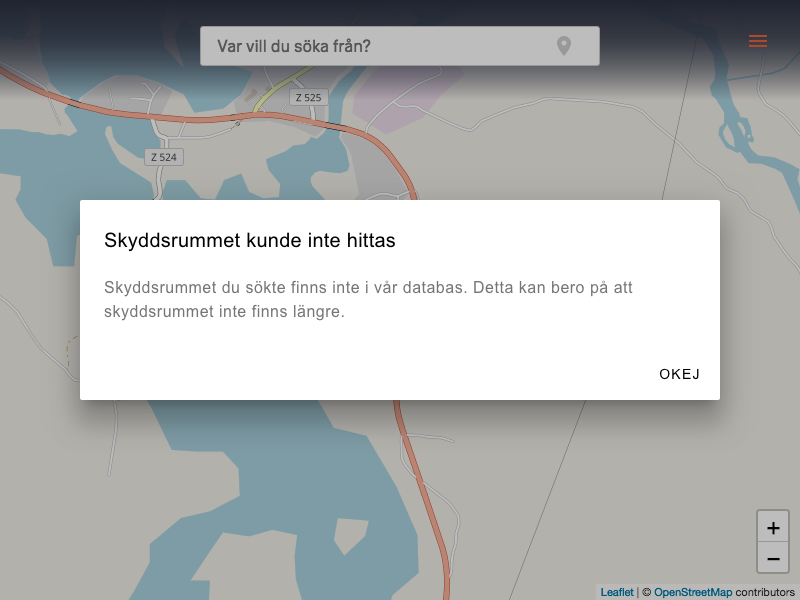 Var vill du söka från?
Z 525
Z 524
Skyddsrummet kunde inte hittas
Skyddsrummet du sökte finns inte i vår databas. Detta kan bero på att
skyddsrummet inte finns längre.
OKEJ
+
−
Leaflet | © OpenStreetMap contributors